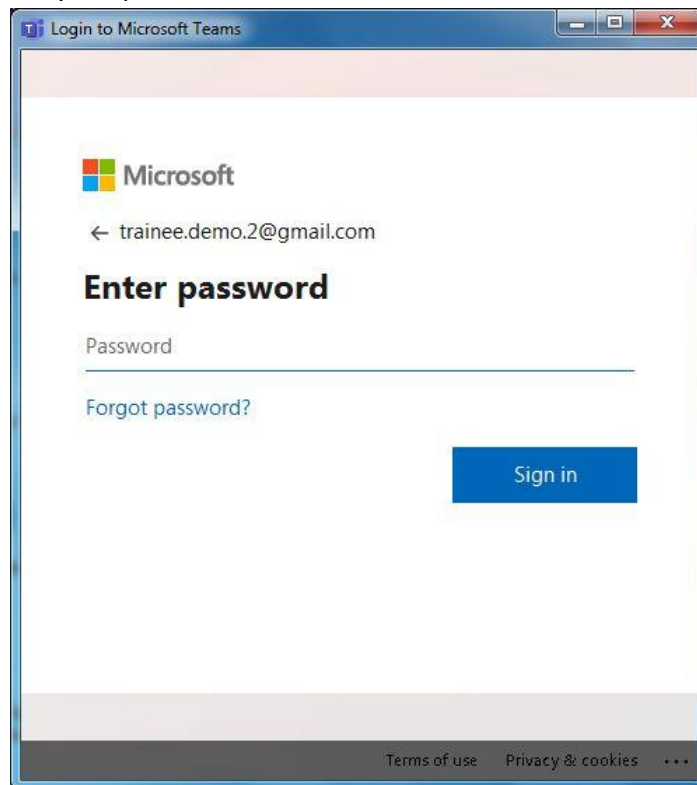 Login to Microsoft Teams
Microsoft
← trainee.demo.2@gmail.com
Enter password
Password
Forgot password?
Sign in
Terms of use Privacy & cookies ...